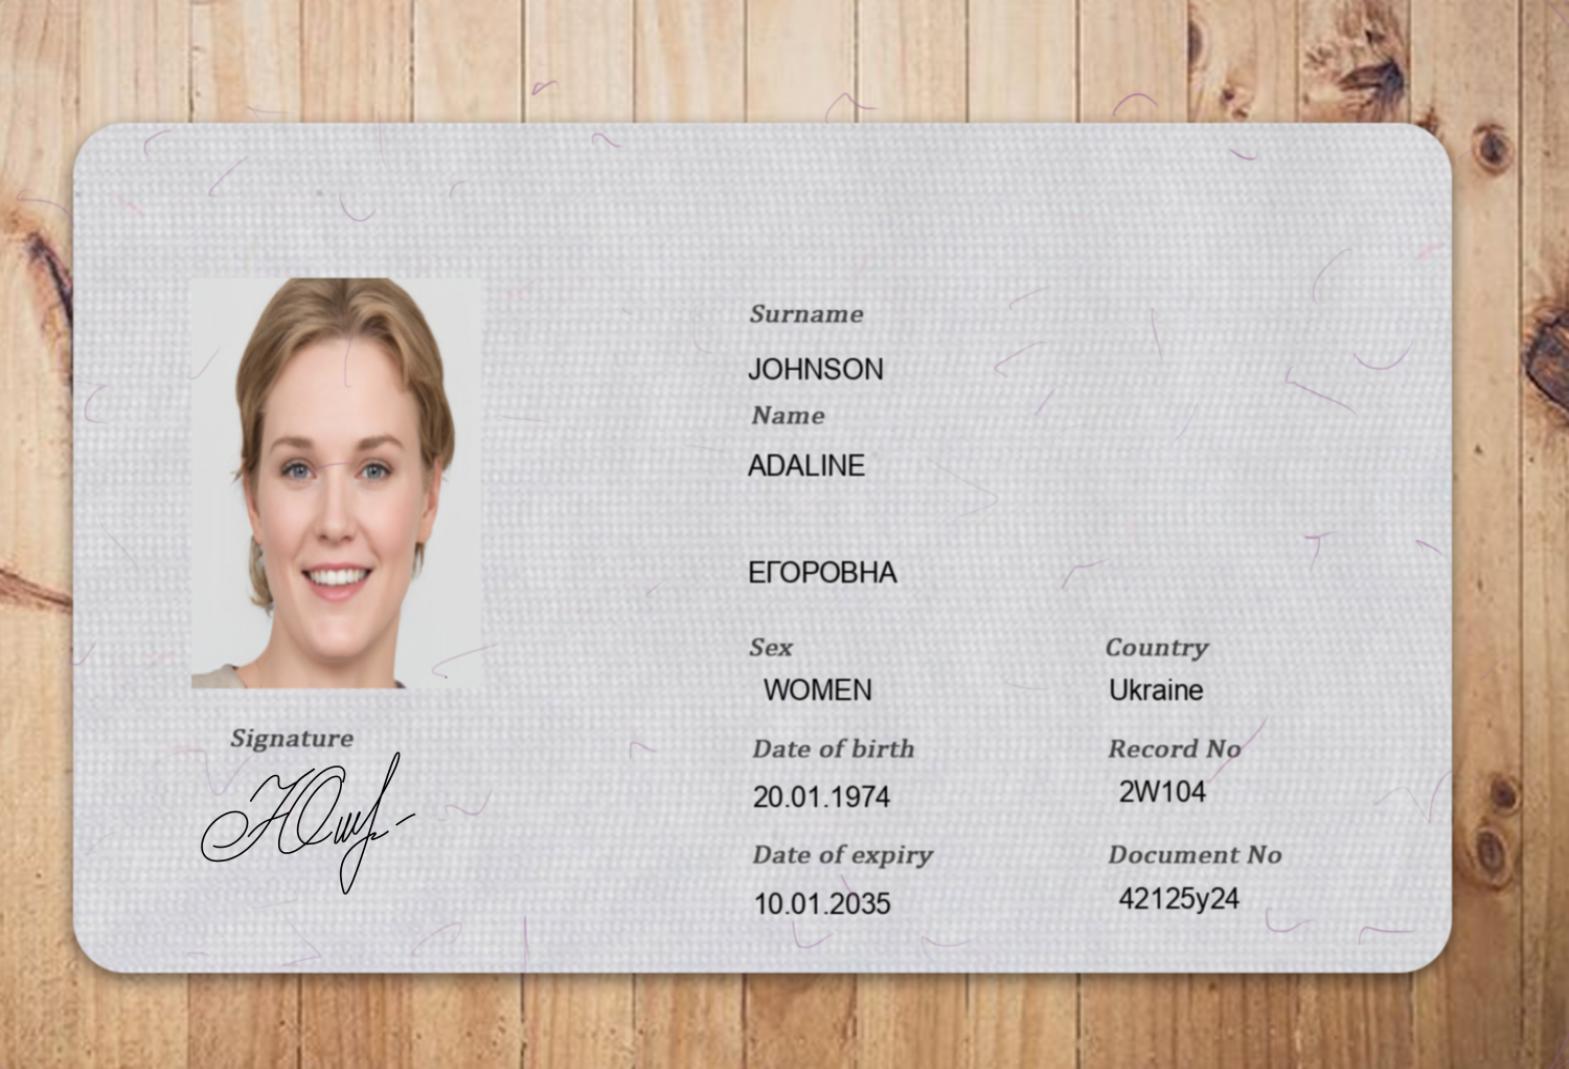 Surname
JOHNSON
Name
ADALINE
ЕГОРОВНА
Sex
WOMEN
Country
Ukraine
Date of birth
20.01.1974
Record No
2W104
Date of expiry
10.01.2035
Document No
42125y24
Signature